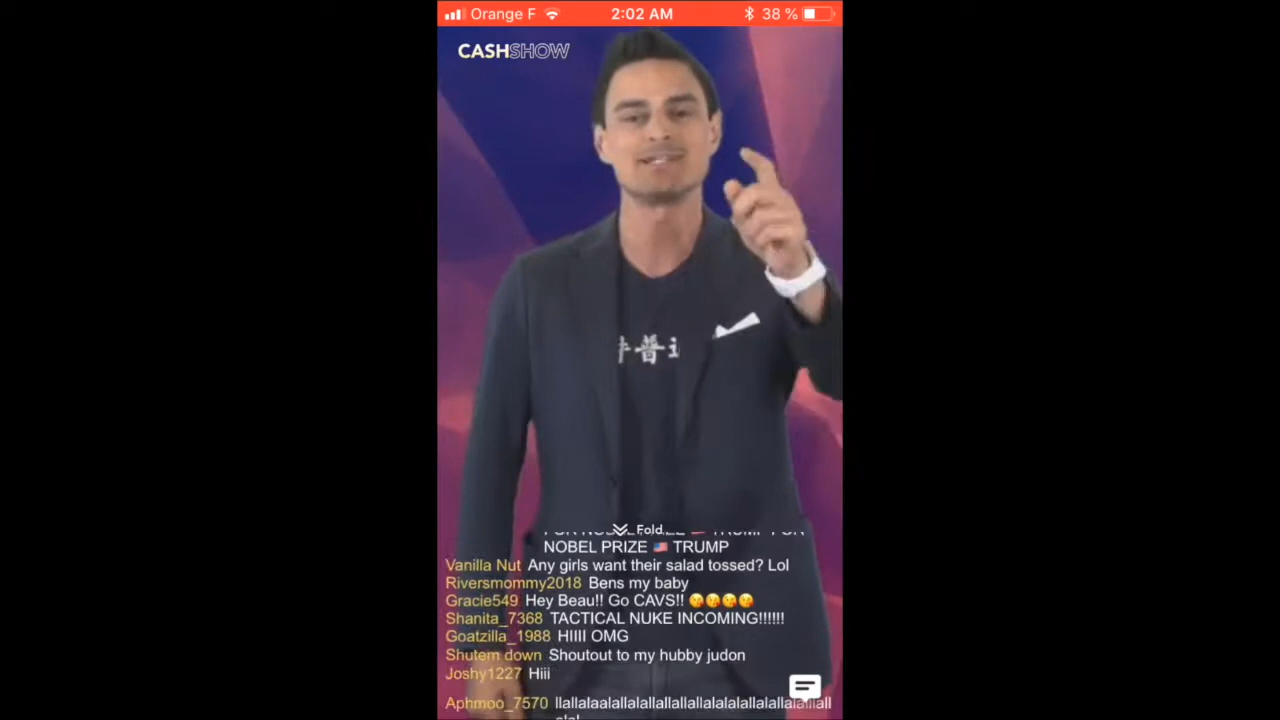 Orange F 2:02 AM 38 %
CASHSHOW
普
Fold
NOBEL PRIZE 🇺🇸 TRUMP
Vanilla Nut Any girls want their salad tossed? Lol
Riversmommy2018 Bens my baby
Gracie549 Hey Beau!! Go CAVS!! 😘😘😘😘
Shanita_7368 TACTICAL NUKE INCOMING!!!!!!
Goatzilla_1988 HIIII OMG
Shutem down Shoutout to my hubby judon
Joshy1227 Hiii
Aphmoo_7570